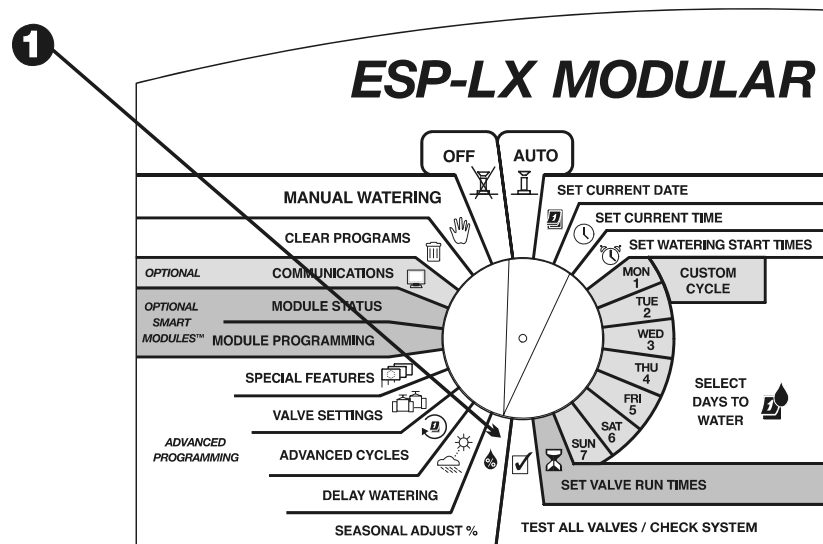 1
ESP-LX MODULAR
OFF
AUTO
MANUAL WATERING
CLEAR PROGRAMS
OPTIONAL
COMMUNICATIONS
OPTIONAL
SMART
MODULES™
MODULE STATUS
MODULE PROGRAMMING
SPECIAL FEATURES
VALVE SETTINGS
ADVANCED
PROGRAMMING
ADVANCED CYCLES
DELAY WATERING
SEASONAL ADJUST %
%
SET CURRENT DATE
1
SET CURRENT TIME
SET WATERING START TIMES
MON
1
TUE
2
WED
3
THU
4
FRI
5
SAT
6
SUN
7
CUSTOM
CYCLE
SELECT
DAYS TO
WATER
1
SET VALVE RUN TIMES
TEST ALL VALVES / CHECK SYSTEM